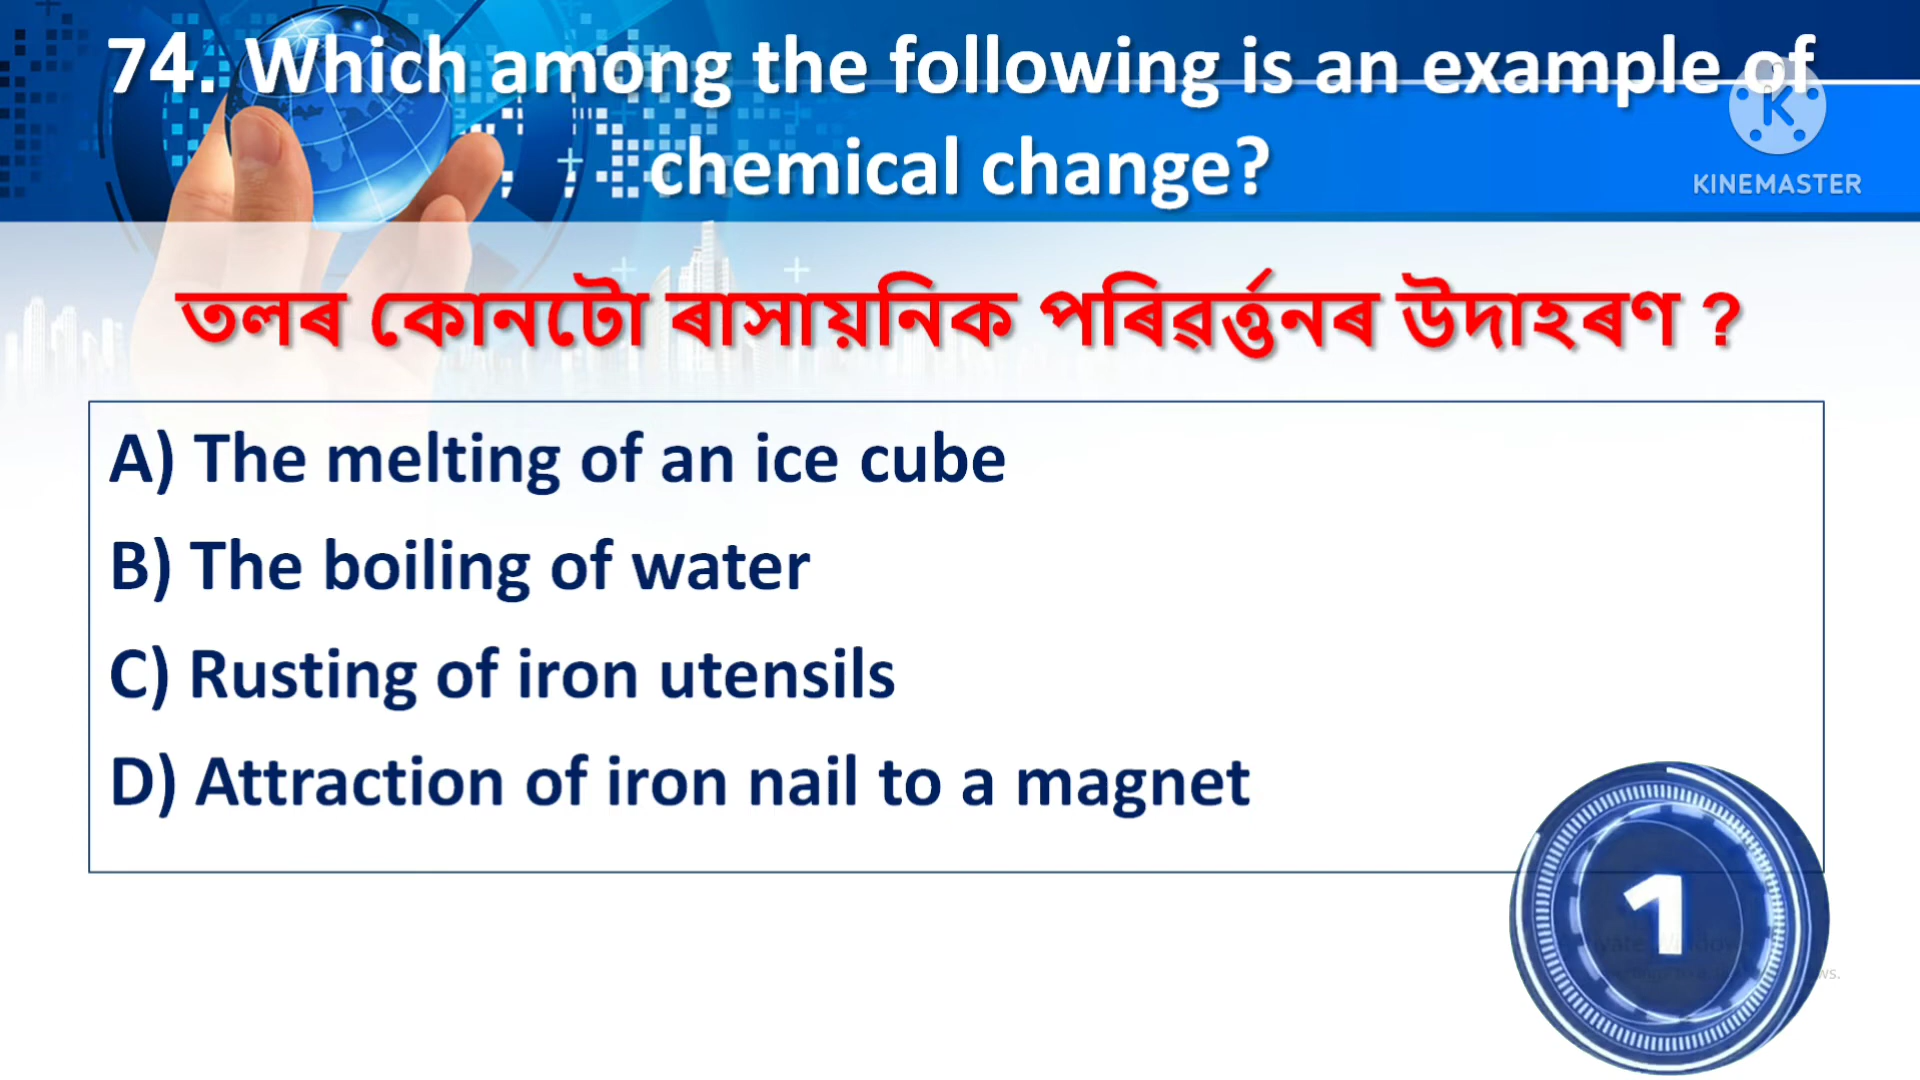 74. Which among the following is an example of
chemical change?
KINEMASTER
তলৰ কোনটো ৰাসায়নিক পৰিৱৰ্ত্তনৰ উদাহৰণ ?
A) The melting of an ice cube
B) The boiling of water
C) Rusting of iron utensils
D) Attraction of iron nail to a magnet
1